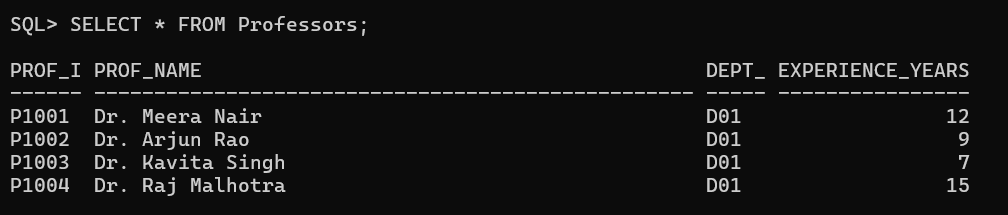 SQL> SELECT * FROM Professors;
PROF_I PROF_NAME                                          DEPT_ EXPERIENCE_YEARS
------ -------------------------------------------------- ----- ----------------
P1001  Dr. Meera Nair                                     D01                 12
P1002  Dr. Arjun Rao                                      D01                  9
P1003  Dr. Kavita Singh                                   D01                  7
P1004  Dr. Raj Malhotra                                   D01                 15